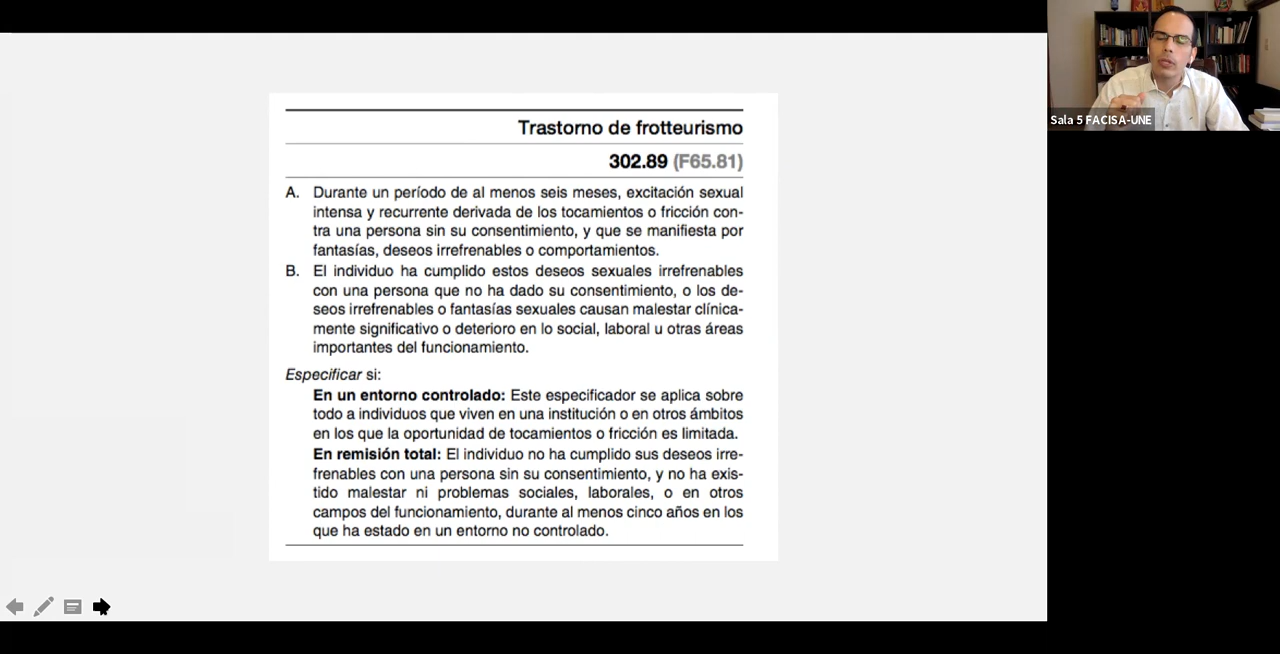 Trastorno de frotteurismo
302.89 (F65.81)
A. Durante un período de al menos seis meses, excitación sexual
intensa y recurrente derivada de los tocamientos o fricción con-
tra una persona sin su consentimiento, y que se manifiesta por
fantasías, deseos irrefrenables o comportamientos.
B. El individuo ha cumplido estos deseos sexuales irrefrenables
con una persona que no ha dado su consentimiento, o los de-
seos irrefrenables o fantasías sexuales causan malestar clínica-
mente significativo o deterioro en lo social, laboral u otras áreas
importantes del funcionamiento.
Especificar si:
En un entorno controlado: Este especificador se aplica sobre
todo a individuos que viven en una institución o en otros ámbitos
en los que la oportunidad de tocamientos o fricción es limitada.
En remisión total: El individuo no ha cumplido sus deseos irre-
frenables con una persona sin su consentimiento, y no ha exis-
tido malestar ni problemas sociales, laborales, o en otros
campos del funcionamiento, durante al menos cinco años en los
que ha estado en un entorno no controlado.
Sala 5 FACISA-UNE